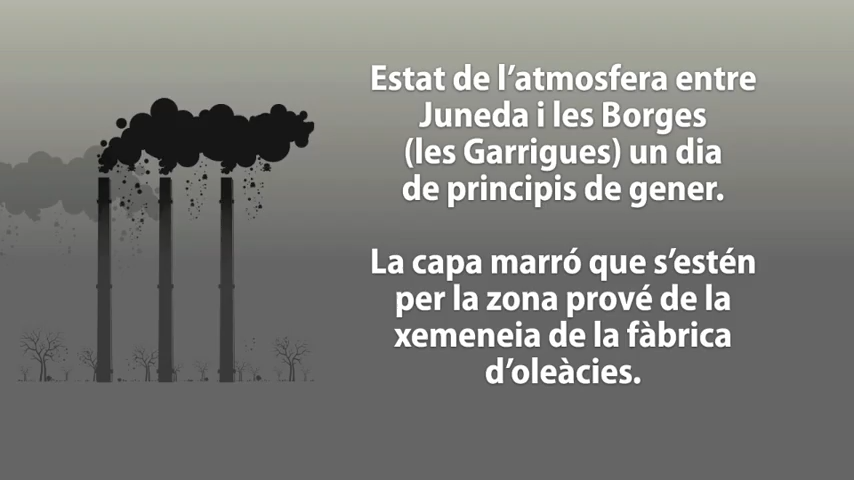 Estat de l’atmosfera entre
Juneda i les Borges
(les Garrigues) un dia
de principis de gener.
La capa marró que s’estén
per la zona prové de la
xemeneia de la fàbrica
d’oleàcies.